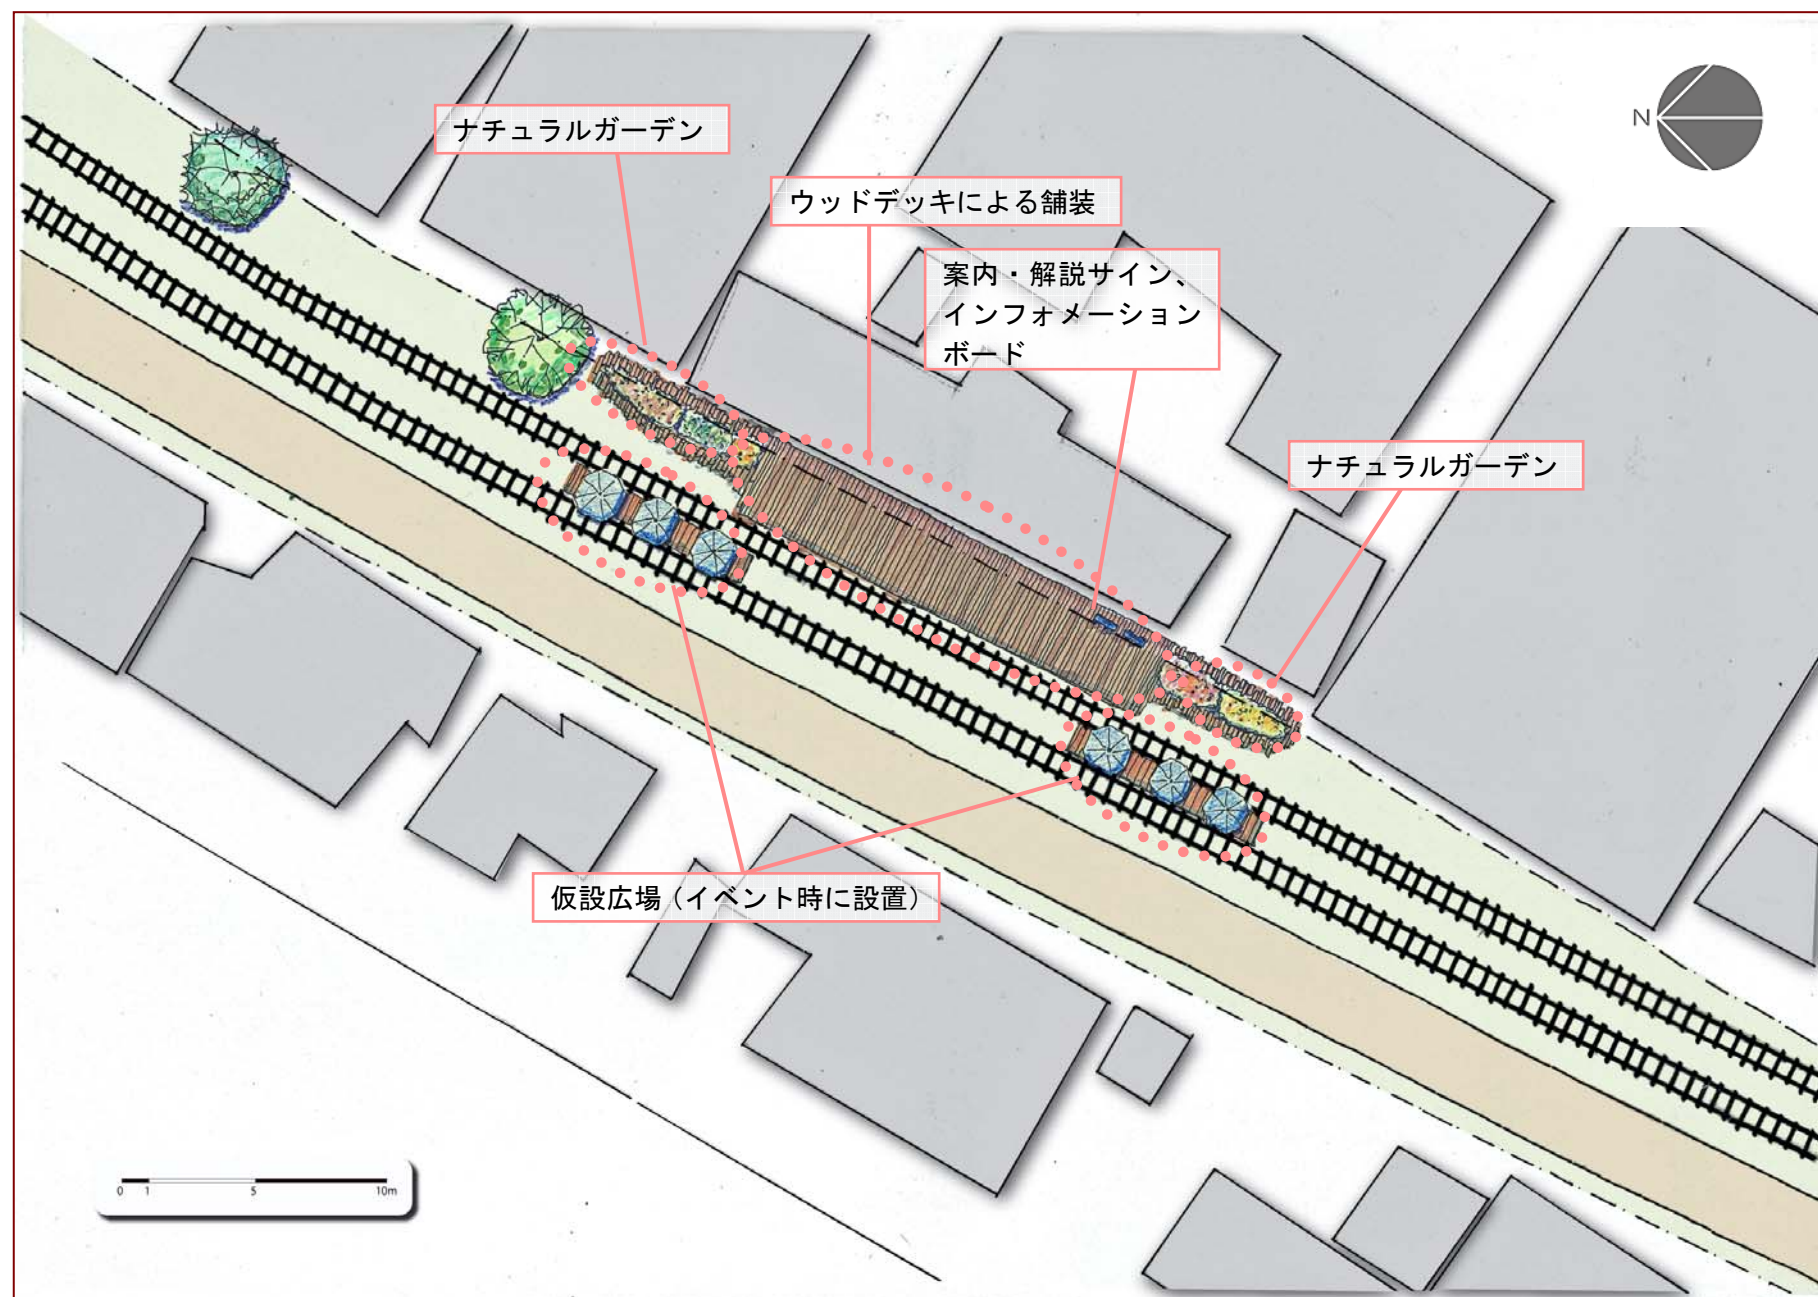 ナチュラルガーデン
N
ウッドデッキによる舗装
案内・解説サイン、
インフォメーション
ボード
ナチュラルガーデン
仮設広場（イベント時に設置）
0 1 5 10m